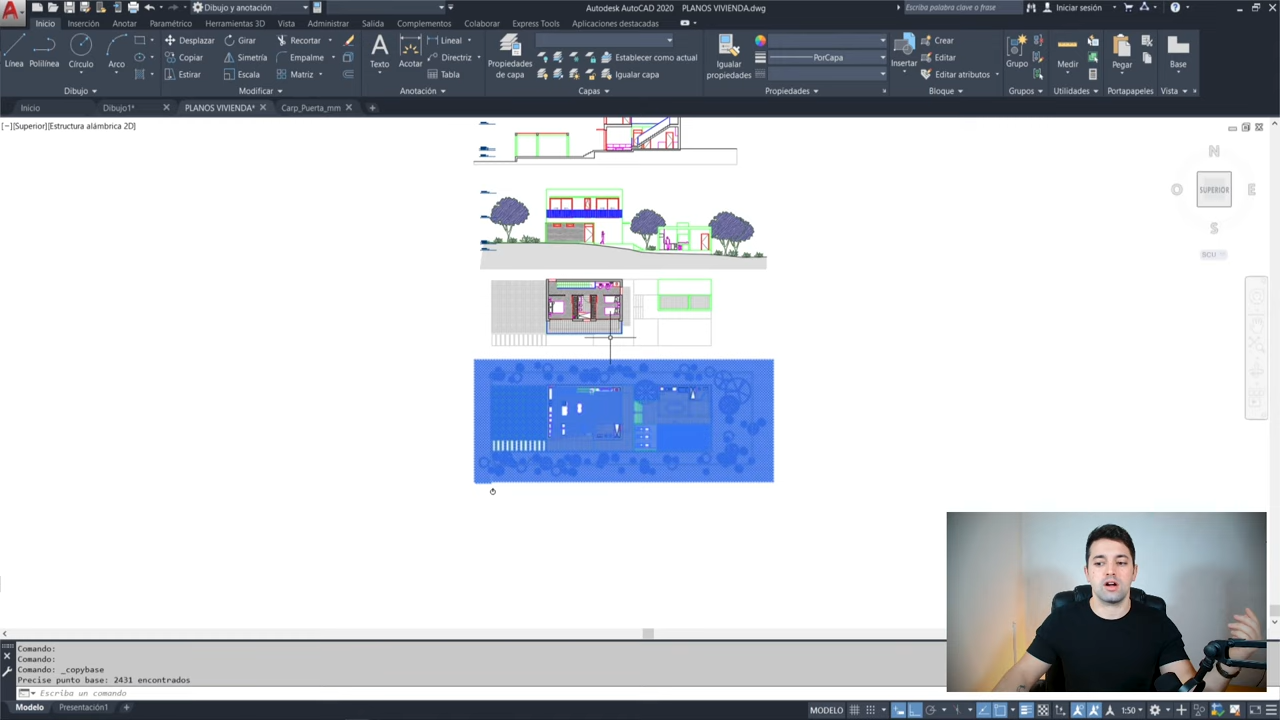 Dibujo y anotación
Autodesk AutoCAD 2020 PLANOS VIVIENDA.dwg
Escriba palabra clave o frase
Iniciar sesión
Inicio Inserción Anotar Paramétrico Herramientas 3D Vista Administrar Salida Complementos Colaborar Express Tools Aplicaciones destacadas
Línea Polilínea Círculo Arco
Desplazar Girar Recortar
Copiar Simetría Empalme
Estirar Escala Matriz
Texto Acotar
Lineal
Directriz
Tabla
Propiedades de capa
Establecer como actual
Igualar capa
Igualar propiedades
PorCapa
Insertar
Crear
Editar
Editar atributos
Grupo Medir Pegar Base
Dibujo Modificar Anotación Capas Propiedades Bloque Grupos Utilidades Portapapeles Vista
Inicio Dibujo1* PLANOS VIVIENDA* Carp_Puerta_mm
[−][Superior][Estructura alámbrica 2D]
N
O SUPERIOR E
S
SCU
Comando:
Comando:
Comando: _copybase
Precise punto base: 2431 encontrados
Escriba un comando
Modelo Presentación1 +
MODELO 1:50